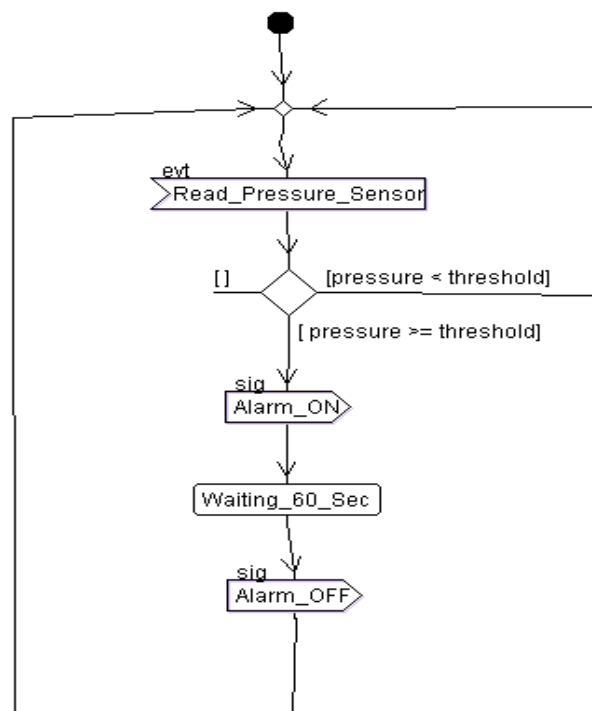 evt
Read_Pressure_Sensor
[ ]
[pressure < threshold]
[ pressure >= threshold]
sig
Alarm_ON
Waiting_60_Sec
sig
Alarm_OFF